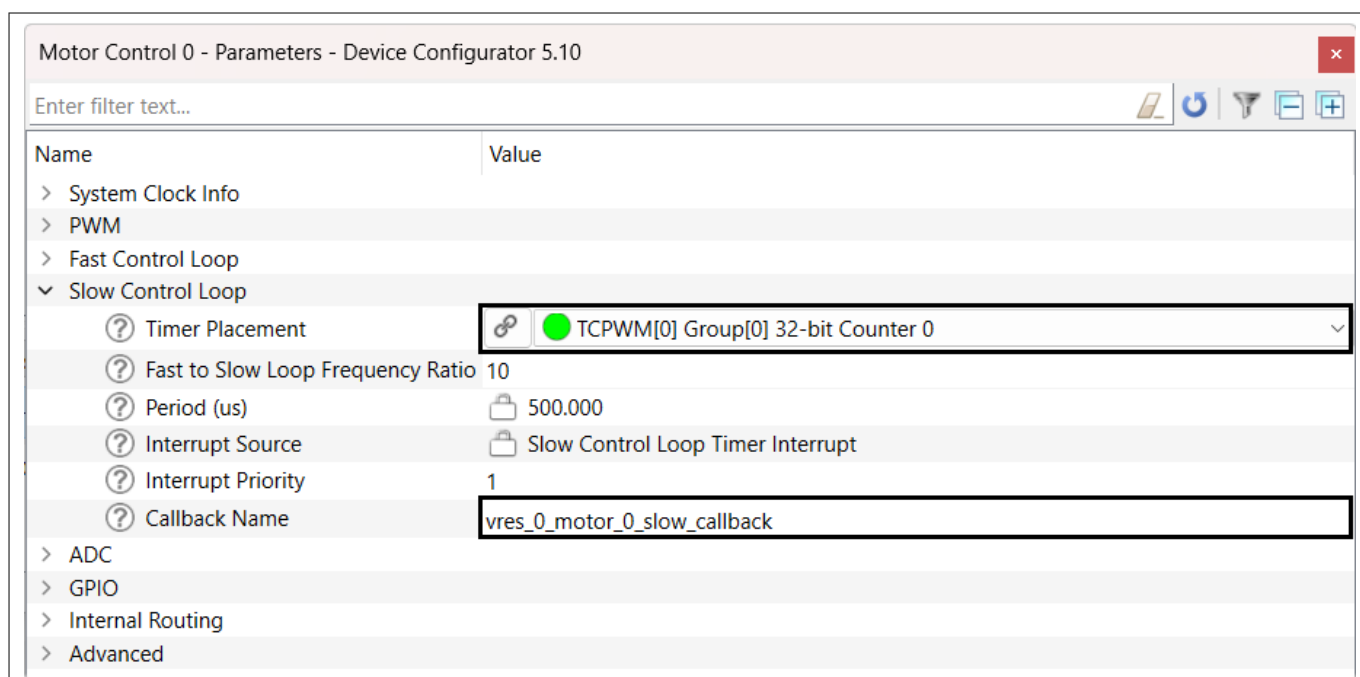 Motor Control 0 - Parameters - Device Configurator 5.10
Enter filter text...
Name Value
System Clock Info
PWM
Fast Control Loop
Slow Control Loop
Timer Placement TCPWM[0] Group[0] 32-bit Counter 0
Fast to Slow Loop Frequency Ratio 10
Period (us) 500.000
Interrupt Source Slow Control Loop Timer Interrupt
Interrupt Priority 1
Callback Name vres_0_motor_0_slow_callback
ADC
GPIO
Internal Routing
Advanced